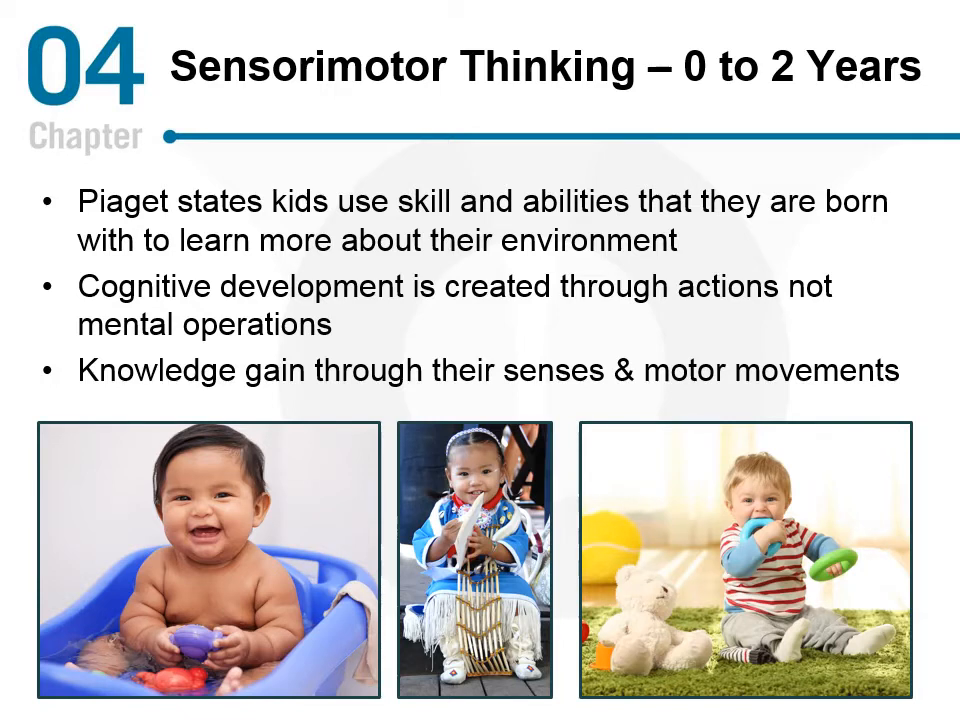 04
Chapter
Sensorimotor Thinking – 0 to 2 Years
• Piaget states kids use skill and abilities that they are born
with to learn more about their environment
• Cognitive development is created through actions not
mental operations
• Knowledge gain through their senses & motor movements